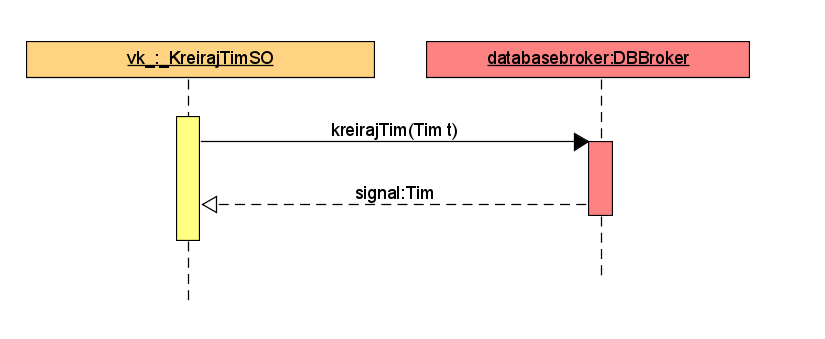 vk_:_KreirajTimSO
databasebroker:DBBroker
kreirajTim(Tim t)
signal:Tim